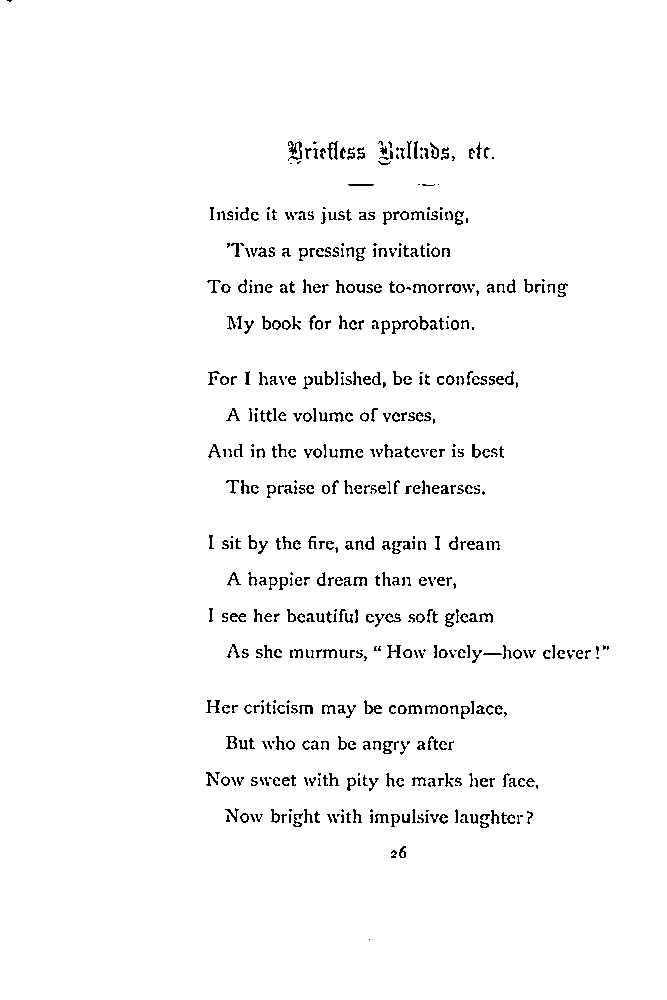 Briefless Ballads, etc.
Inside it was just as promising,
'Twas a pressing invitation
To dine at her house to-morrow, and bring
My book for her approbation.
For I have published, be it confessed,
A little volume of verses,
And in the volume whatever is best
The praise of herself rehearses.
I sit by the fire, and again I dream
A happier dream than ever,
I see her beautiful eyes soft gleam
As she murmurs, “How lovely—how clever!”
Her criticism may be commonplace,
But who can be angry after
Now sweet with pity he marks her face,
Now bright with impulsive laughter?
26